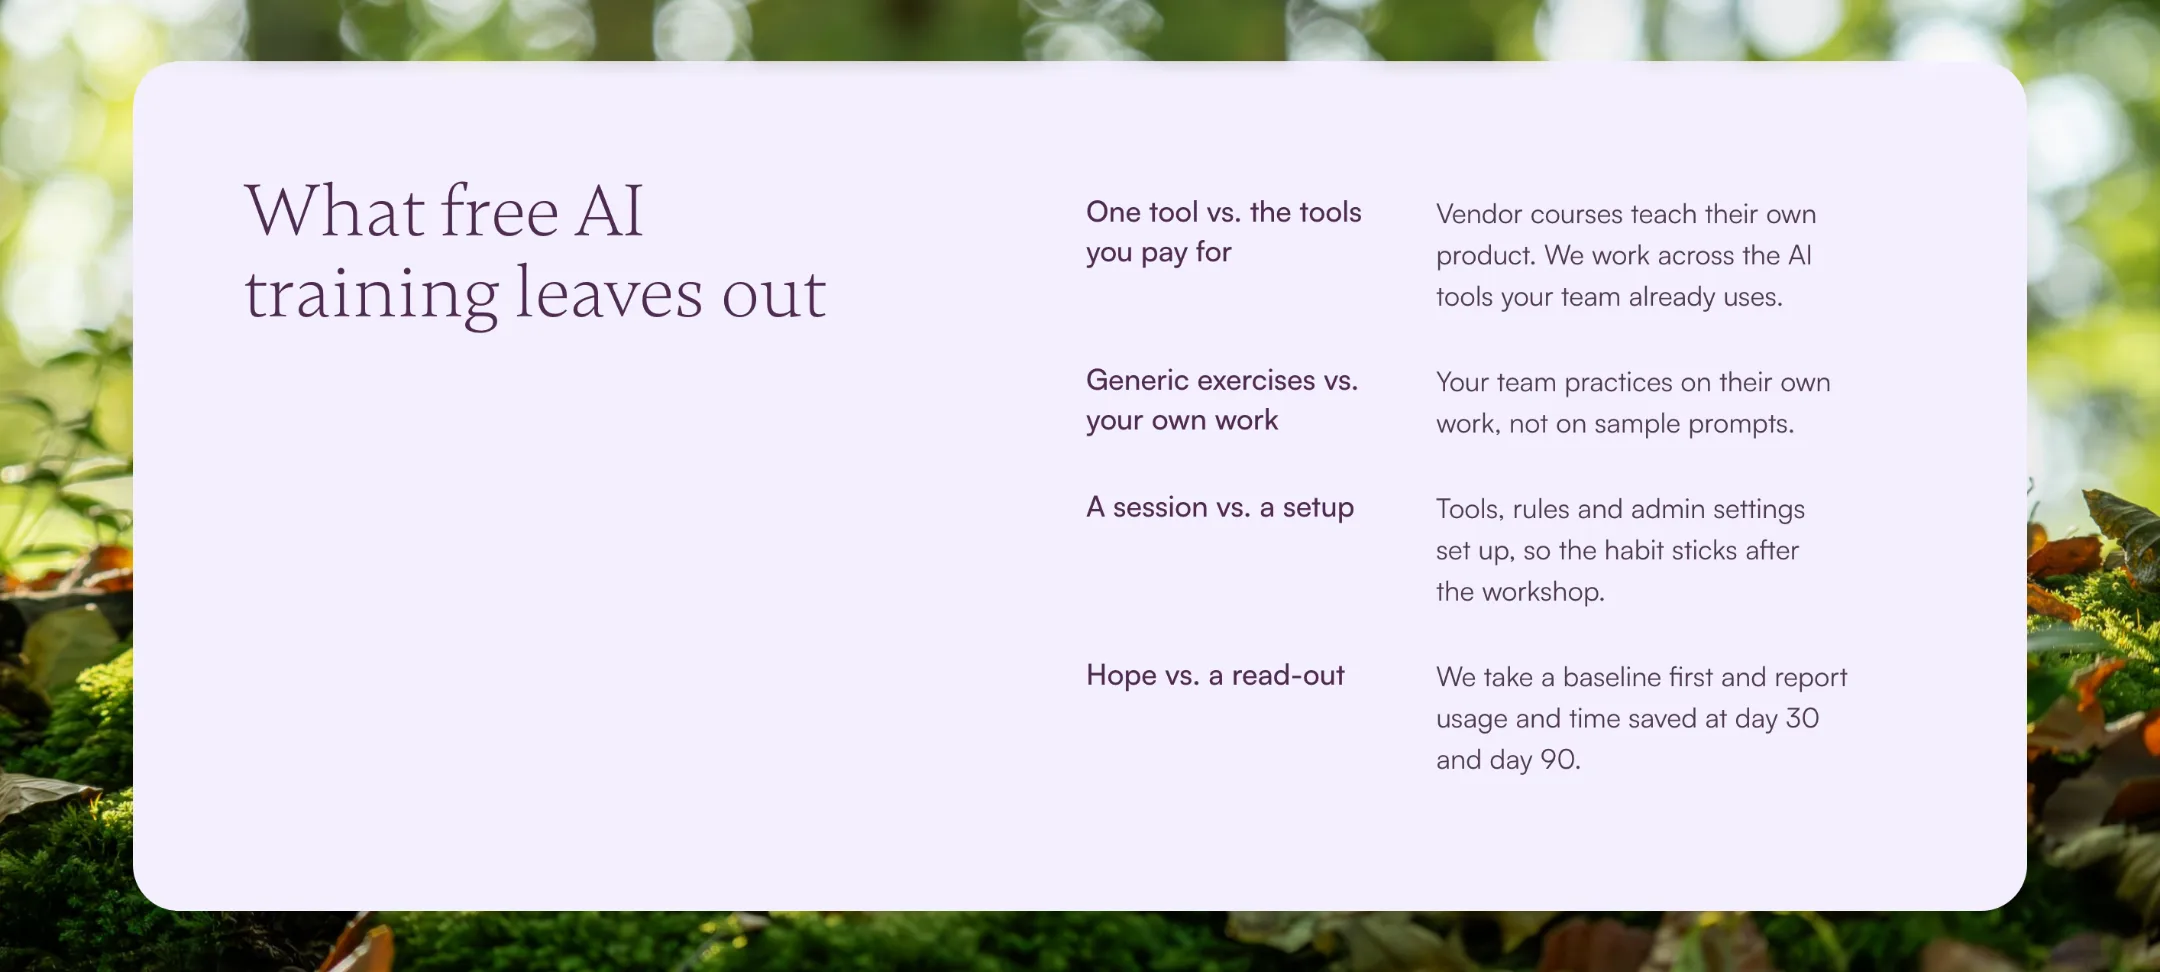 What free AI
training leaves out
One tool vs. the tools
you pay for
Vendor courses teach their own
product. We work across the AI
tools your team already uses.
Generic exercises vs.
your own work
Your team practices on their own
work, not on sample prompts.
A session vs. a setup
Tools, rules and admin settings
set up, so the habit sticks after
the workshop.
Hope vs. a read-out
We take a baseline first and report
usage and time saved at day 30
and day 90.